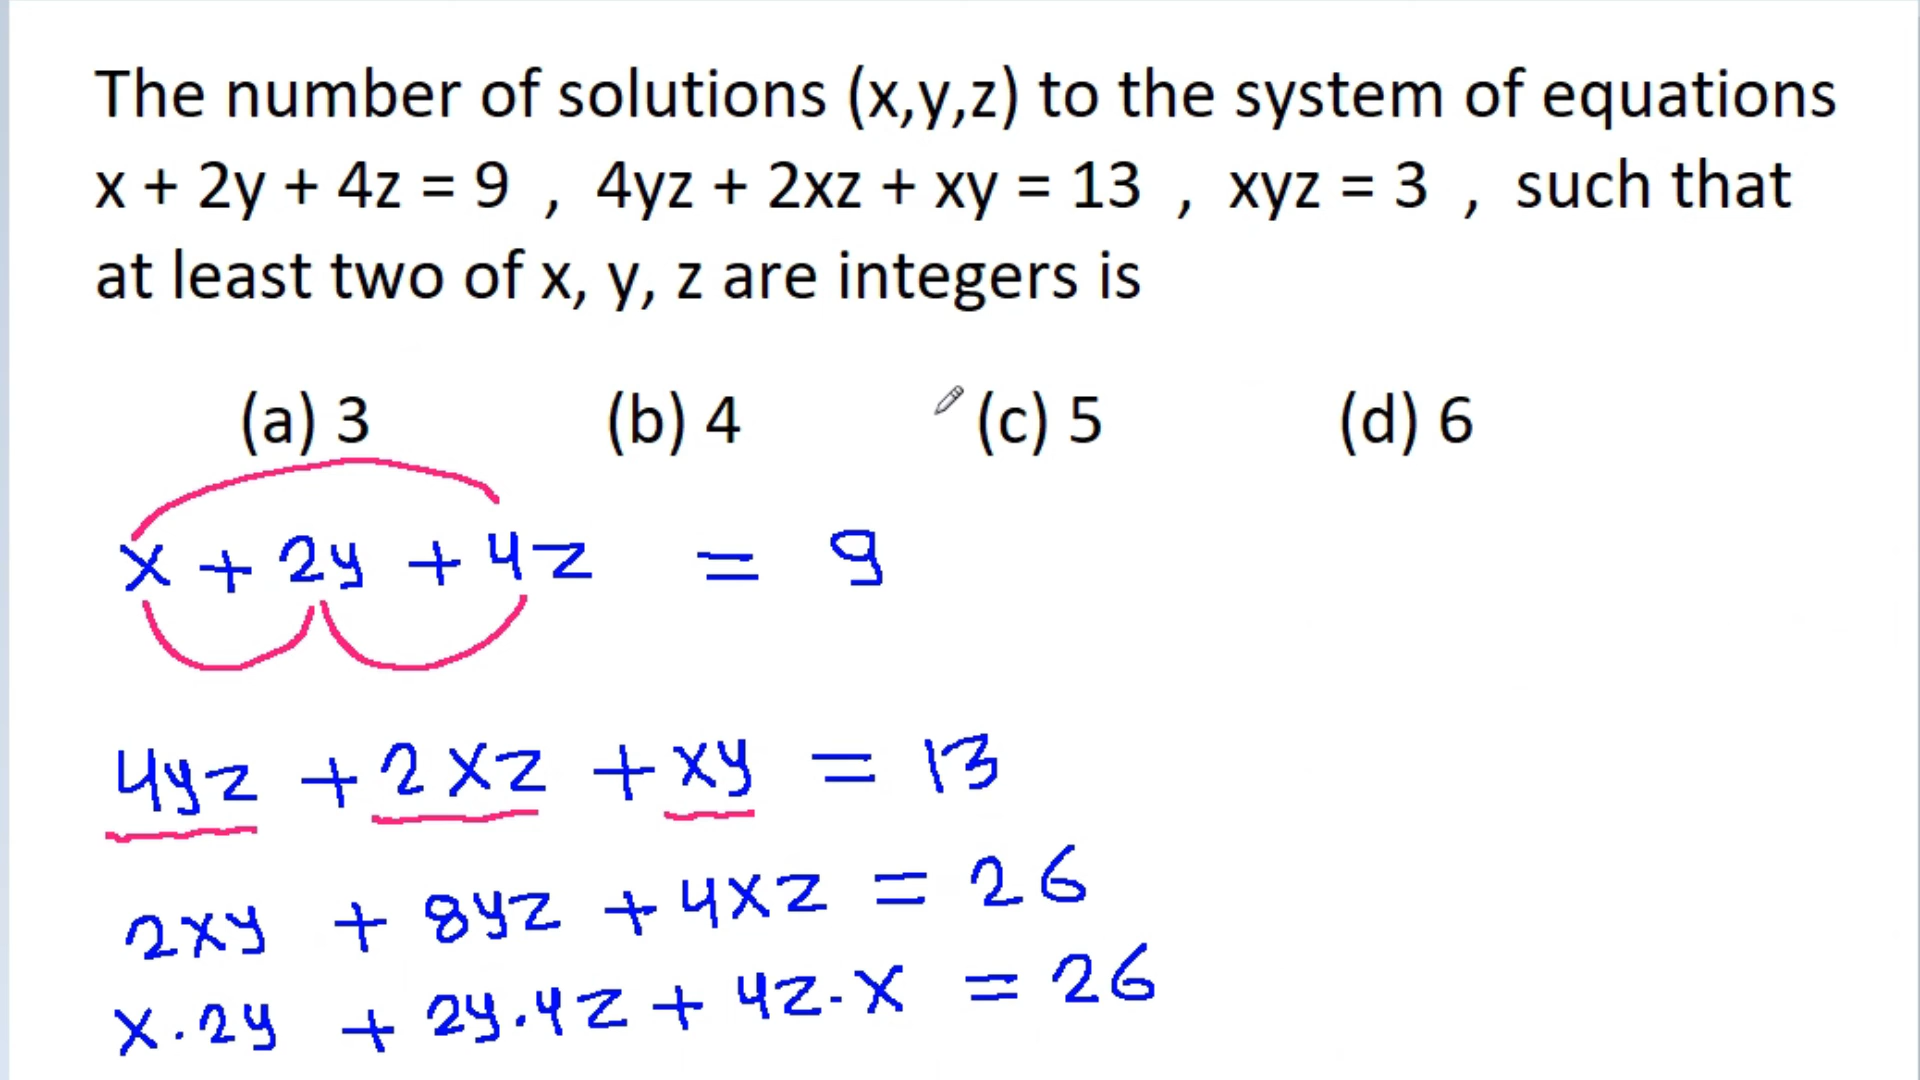 The number of solutions (x,y,z) to the system of equations
x + 2y + 4z = 9 , 4yz + 2xz + xy = 13 , xyz = 3 , such that
at least two of x, y, z are integers is
(a) 3 (b) 4 (c) 5 (d) 6
x + 2y + 4z = 9
4yz + 2xz + xy = 13
2xy + 8yz + 4xz = 26
x.2y + 2y.4z + 4z.x = 26